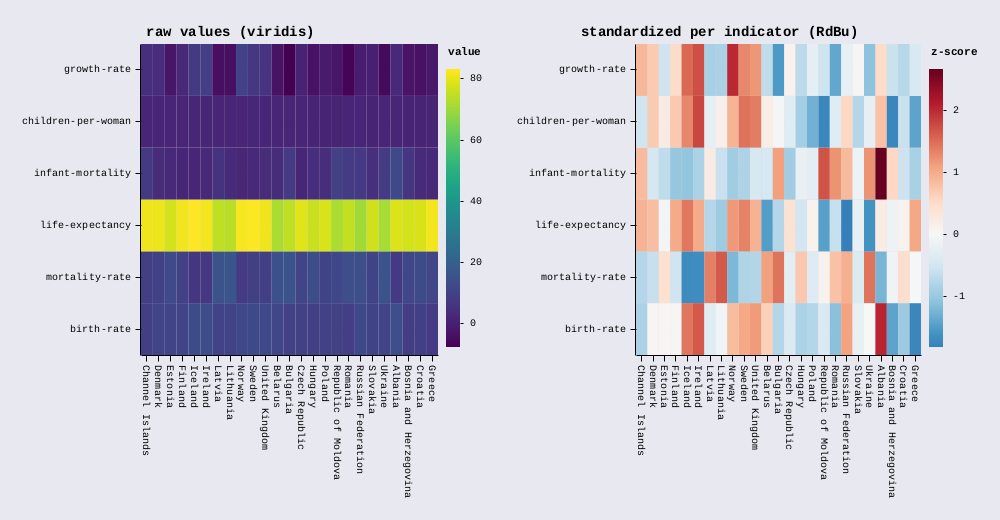 raw values (viridis)
value
growth-rate
children-per-woman
infant-mortality
life-expectancy
mortality-rate
birth-rate
80
60
40
20
0
Channel Islands
Denmark
Estonia
Finland
Iceland
Ireland
Latvia
Lithuania
Norway
Sweden
United Kingdom
Belarus
Bulgaria
Czech Republic
Hungary
Poland
Republic of Moldova
Romania
Russian Federation
Slovakia
Ukraine
Albania
Bosnia and Herzegovina
Croatia
Greece
standardized per indicator (RdBu)
z-score
growth-rate
children-per-woman
infant-mortality
life-expectancy
mortality-rate
birth-rate
2
1
0
-1
Channel Islands
Denmark
Estonia
Finland
Iceland
Ireland
Latvia
Lithuania
Norway
Sweden
United Kingdom
Belarus
Bulgaria
Czech Republic
Hungary
Poland
Republic of Moldova
Romania
Russian Federation
Slovakia
Ukraine
Albania
Bosnia and Herzegovina
Croatia
Greece